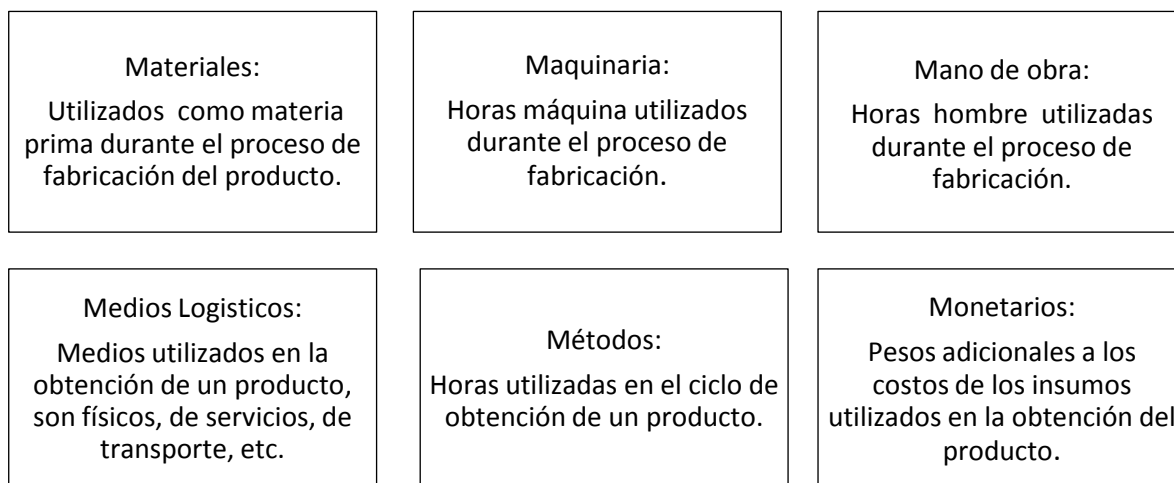 Materiales:
Utilizados como materia
prima durante el proceso de
fabricación del producto.
Maquinaria:
Horas máquina utilizados
durante el proceso de
fabricación.
Mano de obra:
Horas hombre utilizadas
durante el proceso de
fabricación.
Medios Logisticos:
Medios utilizados en la
obtención de un producto,
son físicos, de servicios, de
transporte, etc.
Métodos:
Horas utilizadas en el ciclo de
obtención de un producto.
Monetarios:
Pesos adicionales a los
costos de los insumos
utilizados en la obtención del
producto.